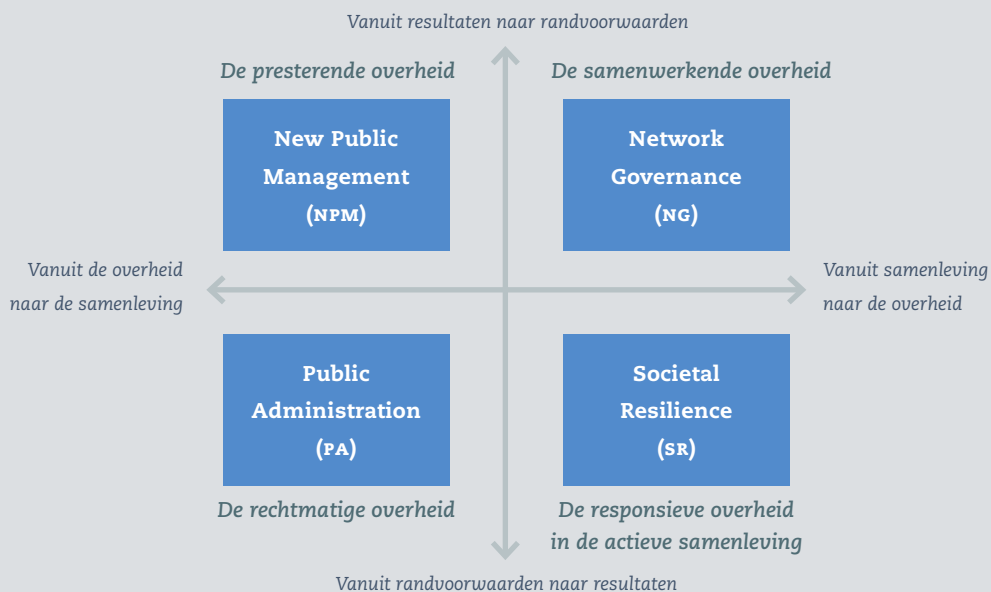 Vanuit resultaten naar randvoorwaarden
De presterende overheid
De samenwerkende overheid
New Public
Management
(NPM)
Network
Governance
(NG)
Vanuit de overheid
naar de samenleving
Vanuit samenleving
naar de overheid
Public
Administration
(PA)
Societal
Resilience
(SR)
De rechtmatige overheid
De responsieve overheid
in de actieve samenleving
Vanuit randvoorwaarden naar resultaten